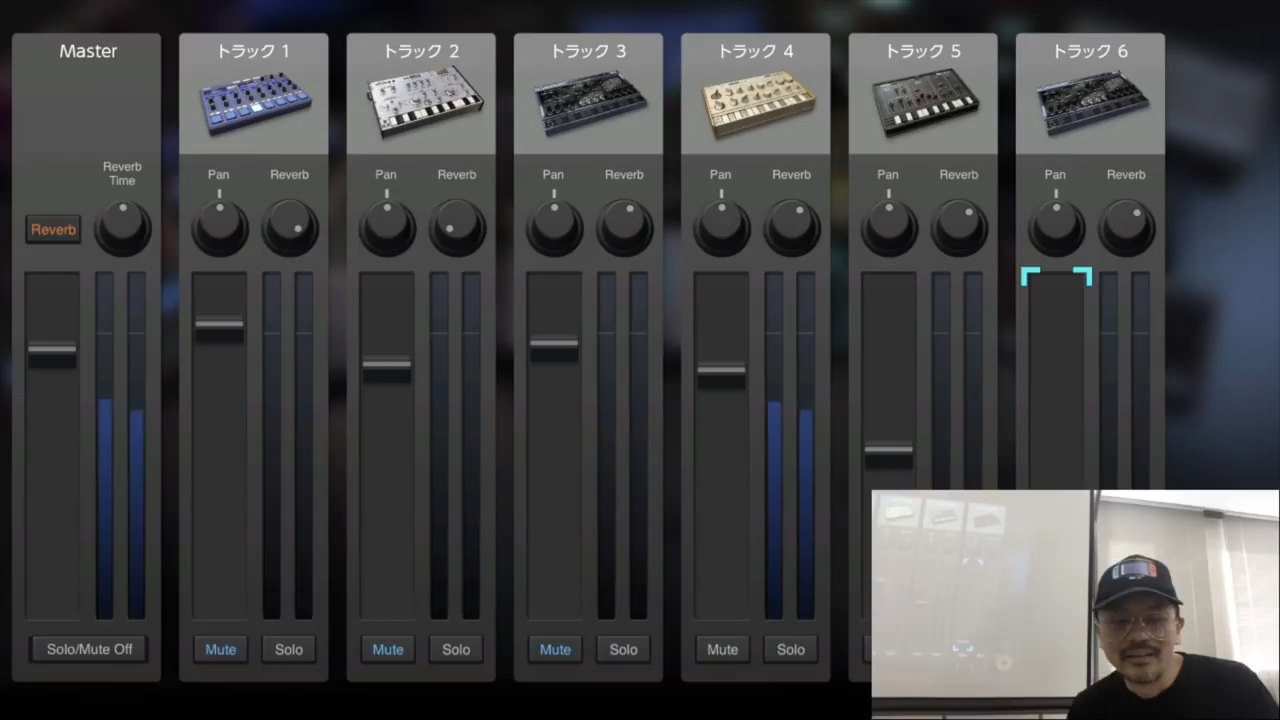 Master
トラック 1
トラック 2
トラック 3
トラック 4
トラック 5
トラック 6
Reverb
Time
Pan
Reverb
Pan
Reverb
Pan
Reverb
Pan
Reverb
Pan
Reverb
Pan
Reverb
Reverb
Solo/Mute Off
Mute
Solo
Mute
Solo
Mute
Solo
Mute
Solo